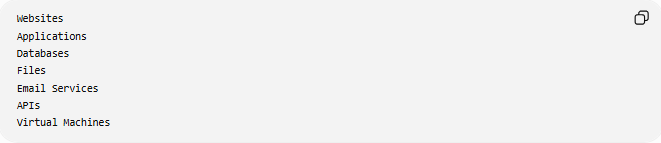 Websites
Applications
Databases
Files
Email Services
APIs
Virtual Machines